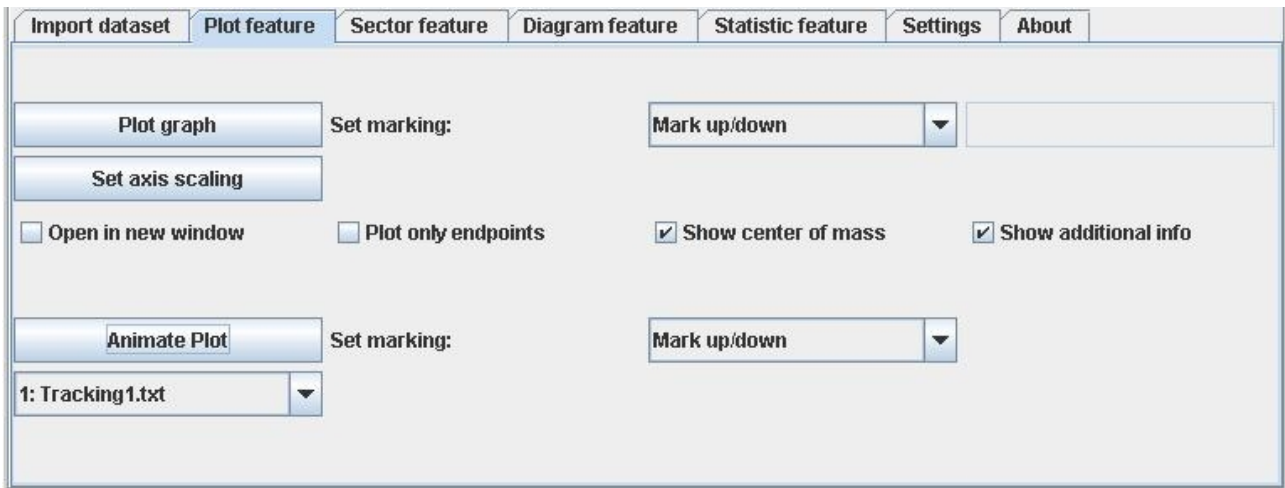 Import dataset Plot feature Sector feature Diagram feature Statistic feature Settings About
Plot graph Set marking: Mark up/down
Set axis scaling
Open in new window Plot only endpoints Show center of mass Show additional info
Animate Plot Set marking: Mark up/down
1: Tracking1.txt